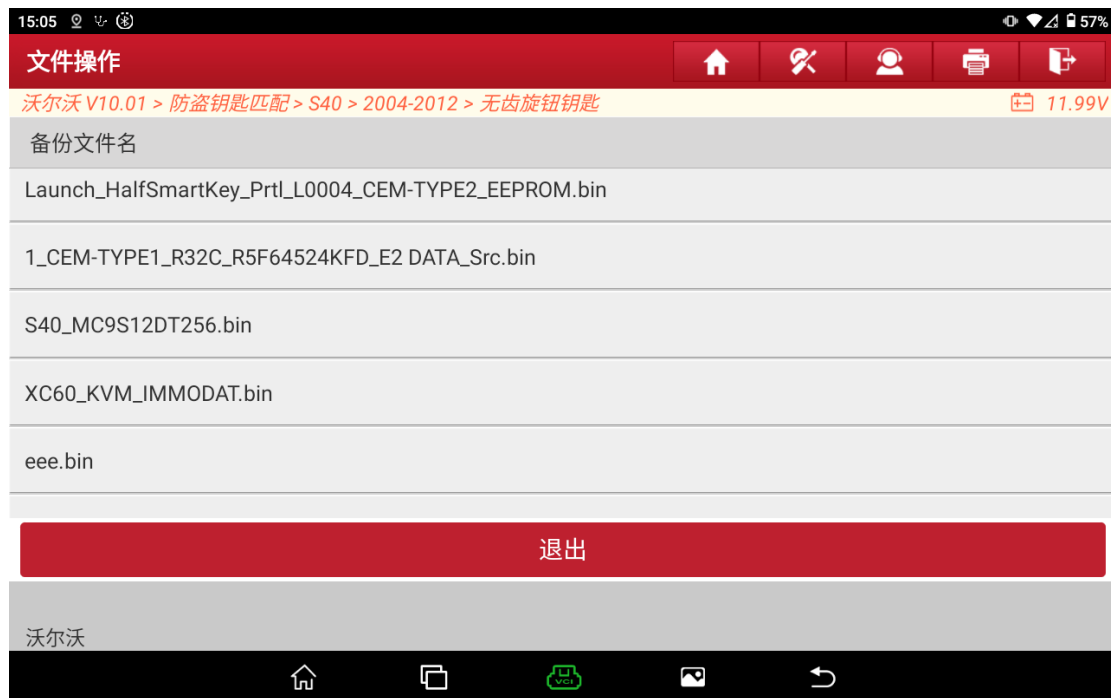 15:05 57%
文件操作
沃尔沃 V10.01 > 防盗钥匙匹配 > S40 > 2004-2012 > 无齿旋钮钥匙 11.99V
备份文件名
Launch_HalfSmartKey_Prtl_L0004_CEM-TYPE2_EEPROM.bin
1_CEM-TYPE1_R32C_R5F64524KFD_E2 DATA_Src.bin
S40_MC9S12DT256.bin
XC60_KVM_IMMODAT.bin
eee.bin
退出
沃尔沃
VCI